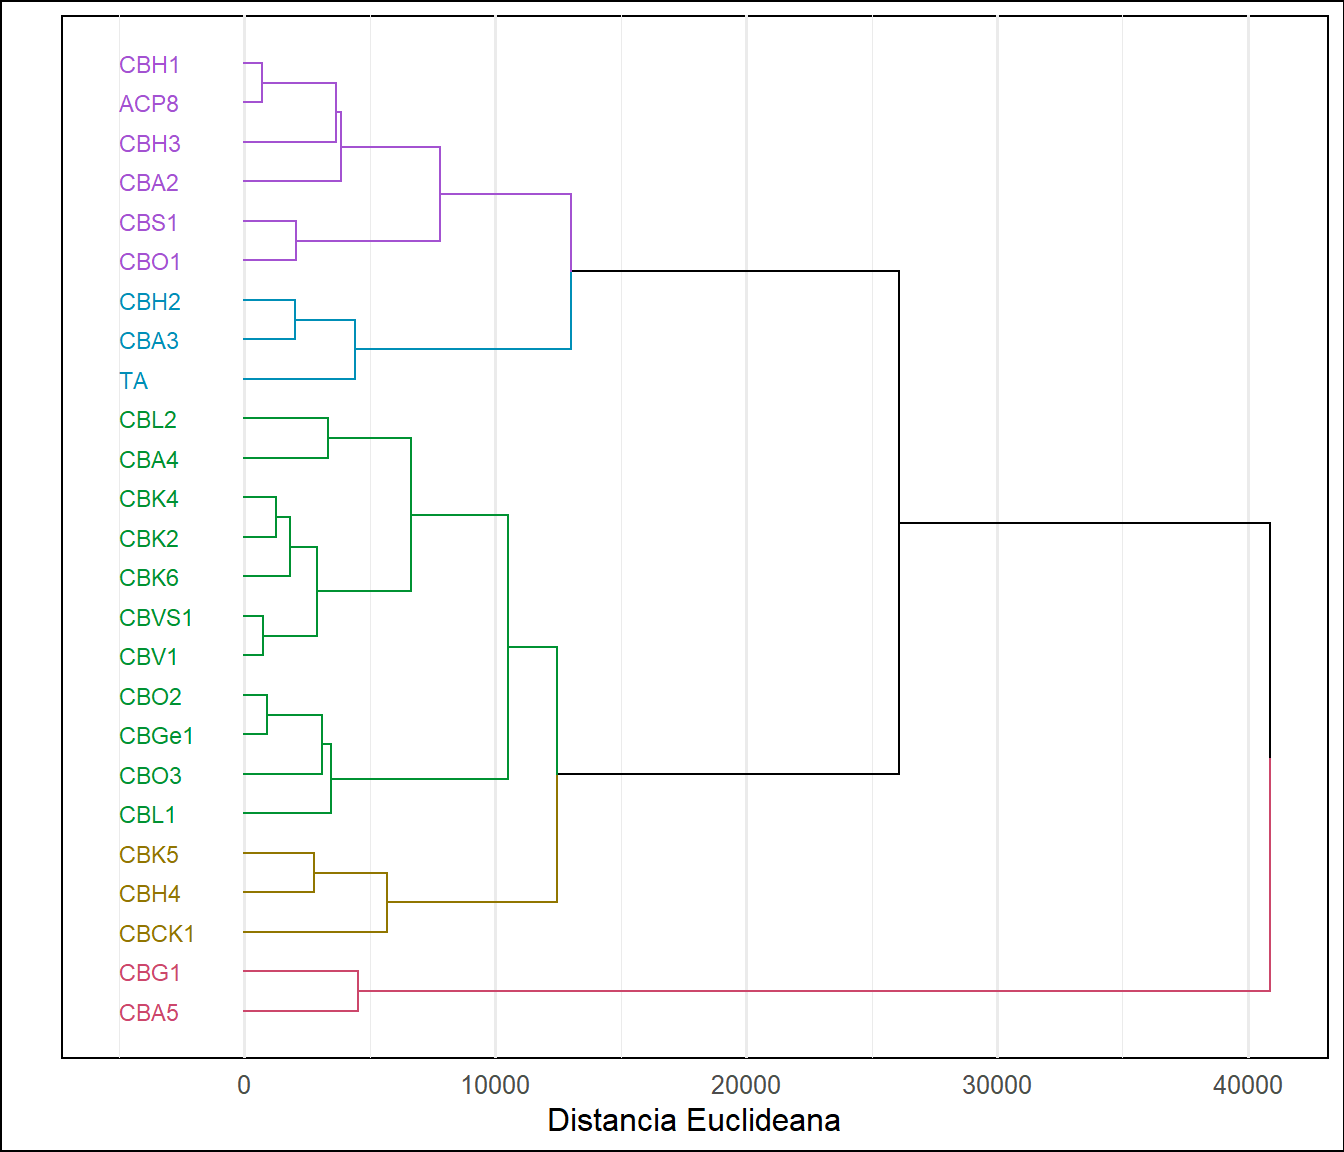 CBH1
ACP8
CBH3
CBA2
CBS1
CBO1
CBH2
CBA3
TA
CBL2
CBA4
CBK4
CBK2
CBK6
CBVS1
CBV1
CBO2
CBGe1
CBO3
CBL1
CBK5
CBH4
CBCK1
CBG1
CBA5
0 10000 20000 30000 40000
Distancia Euclideana